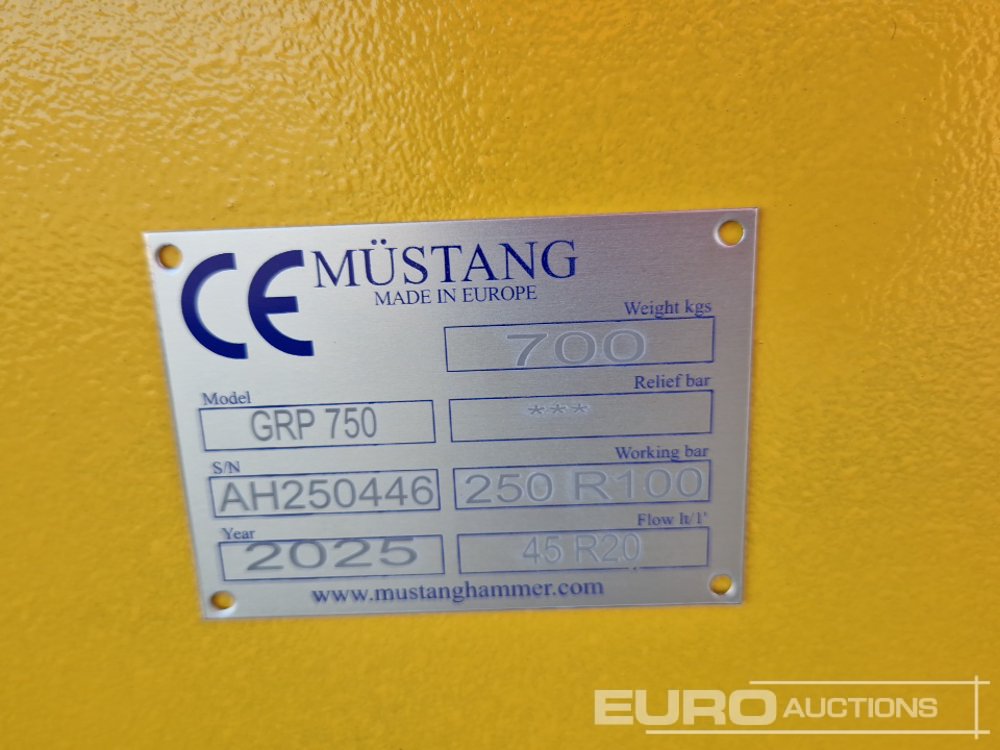 CE MÜSTANG
MADE IN EUROPE
Weight kgs
700
Model
GRP 750
Relief bar
***
S/N
AH250446
Working bar
250 R100
Year
2025
Flow lt/1'
45 R20
www.mustanghammer.com
EURO AUCTIONS